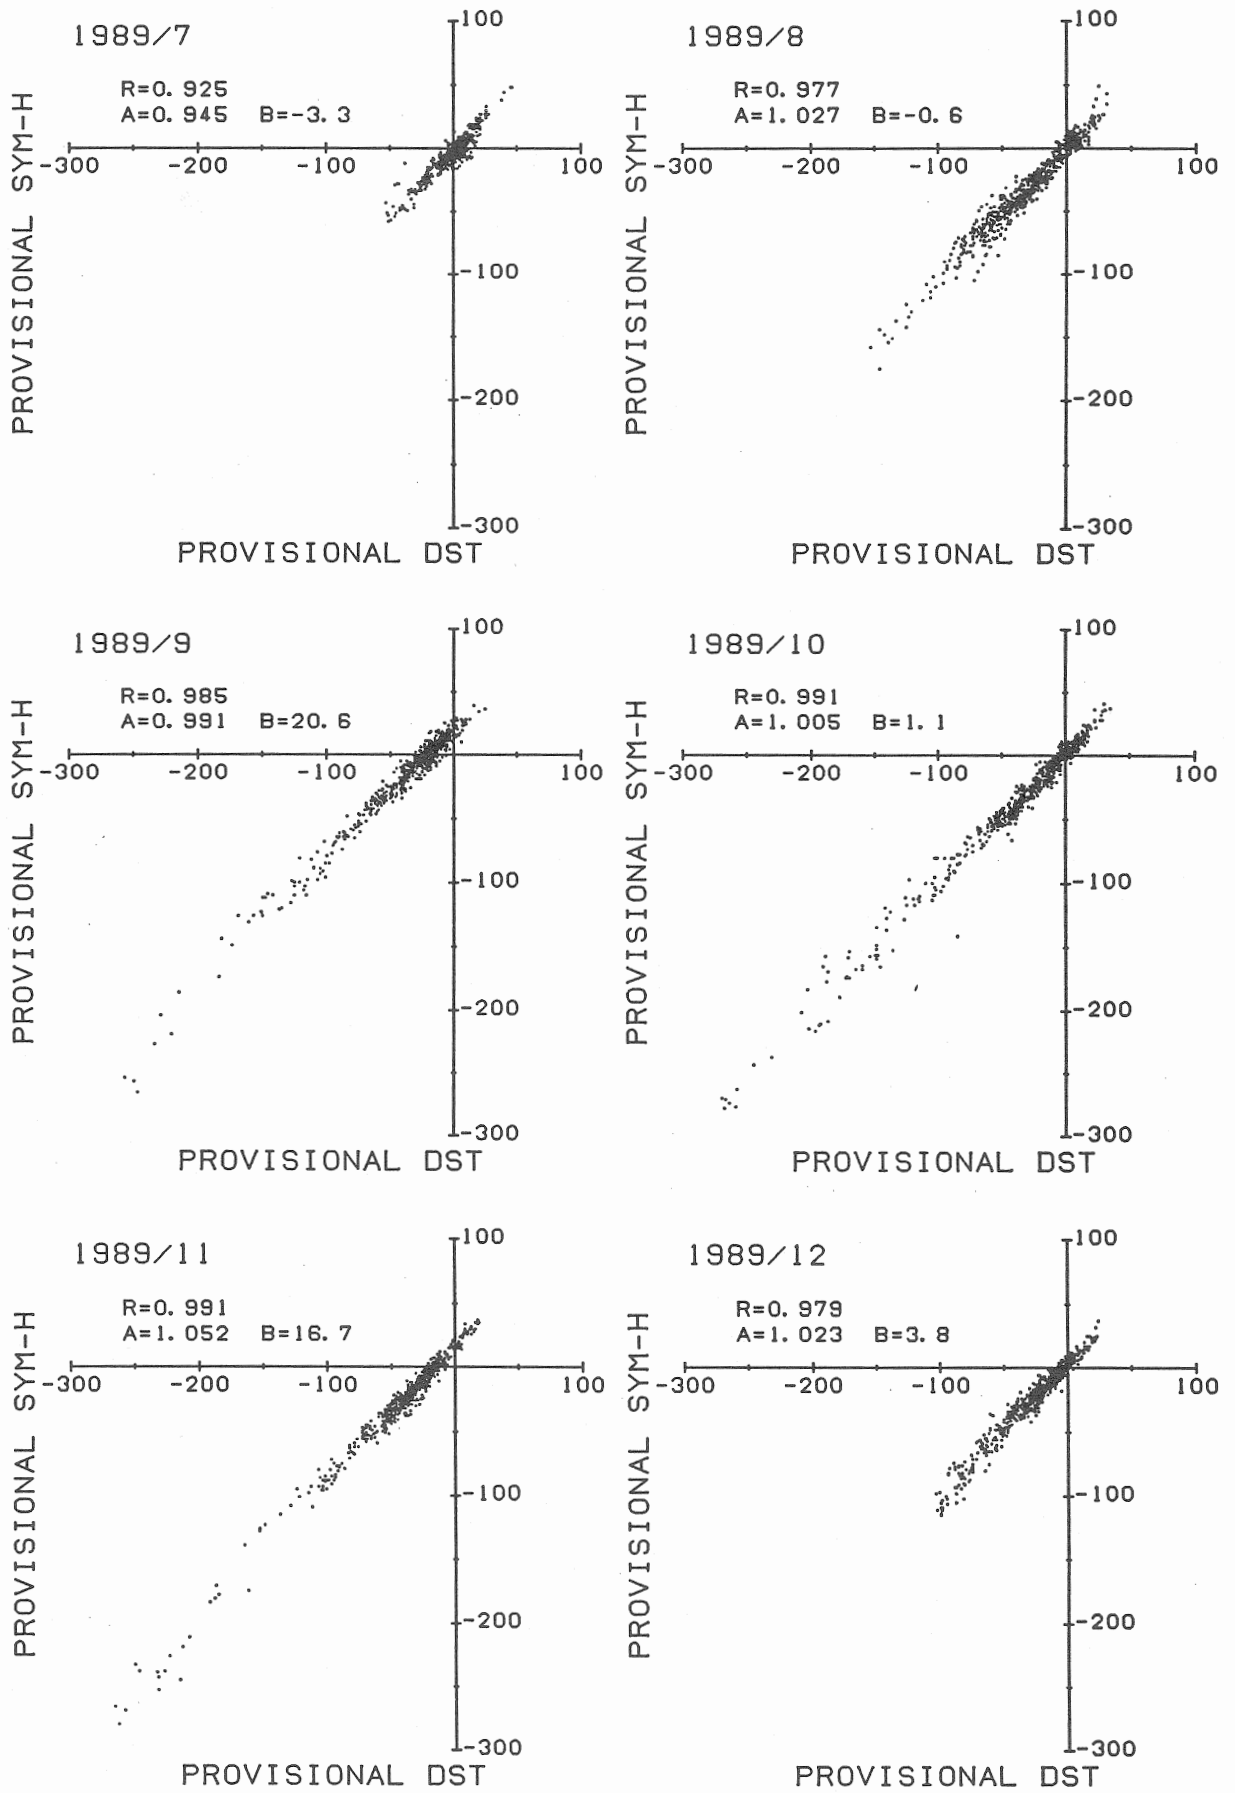 1989/7
R=0.925
A=0.945 B=-3.3
100
-300 -200 -100 100
-100
-200
-300
PROVISIONAL SYM-H
PROVISIONAL DST
1989/8
R=0.977
A=1.027 B=-0.6
100
-300 -200 -100 100
-100
-200
-300
PROVISIONAL SYM-H
PROVISIONAL DST
1989/9
R=0.985
A=0.991 B=20.6
100
-300 -200 -100 100
-100
-200
-300
PROVISIONAL SYM-H
PROVISIONAL DST
1989/10
R=0.991
A=1.005 B=1.1
100
-300 -200 -100 100
-100
-200
-300
PROVISIONAL SYM-H
PROVISIONAL DST
1989/11
R=0.991
A=1.052 B=16.7
100
-300 -200 -100 100
-100
-200
-300
PROVISIONAL SYM-H
PROVISIONAL DST
1989/12
R=0.979
A=1.023 B=3.8
100
-300 -200 -100 100
-100
-200
-300
PROVISIONAL SYM-H
PROVISIONAL DST